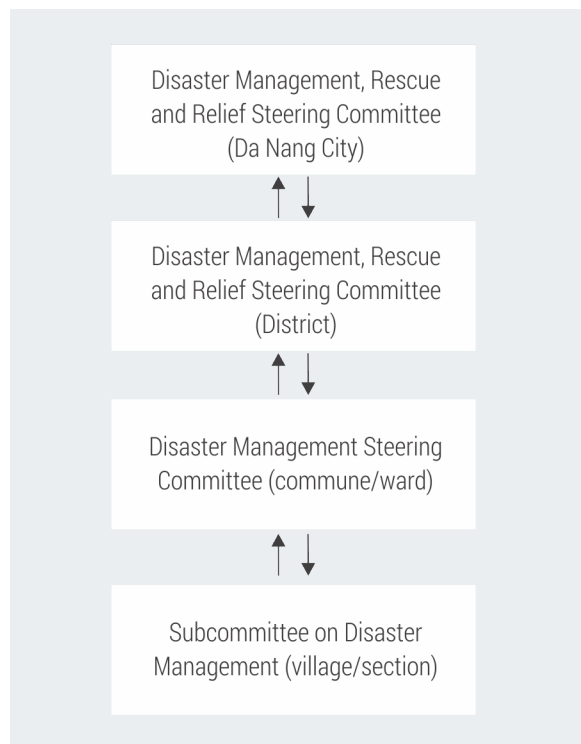 Disaster Management, Rescue
and Relief Steering Committee
(Da Nang City)
Disaster Management, Rescue
and Relief Steering Committee
(District)
Disaster Management Steering
Committee (commune/ward)
Subcommittee on Disaster
Management (village/section)